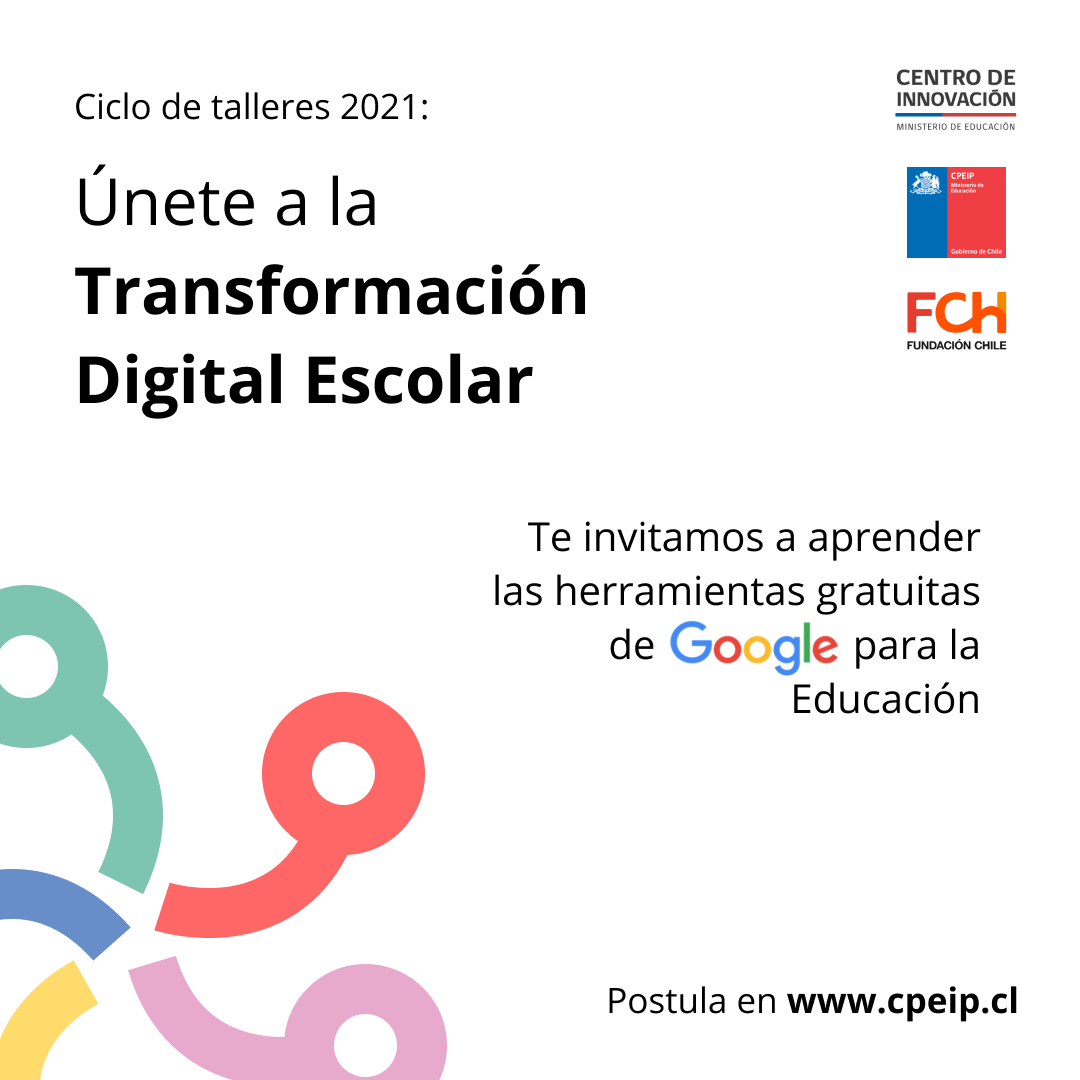 Ciclo de talleres 2021:
Únete a la
Transformación
Digital Escolar
CENTRO DE
INNOVACIÓN
MINISTERIO DE EDUCACIÓN
CPEIP
Ministerio de
Educación
Gobierno de Chile
FCH
FUNDACIÓN CHILE
Te invitamos a aprender
las herramientas gratuitas
de Google para la
Educación
Postula en www.cpeip.cl